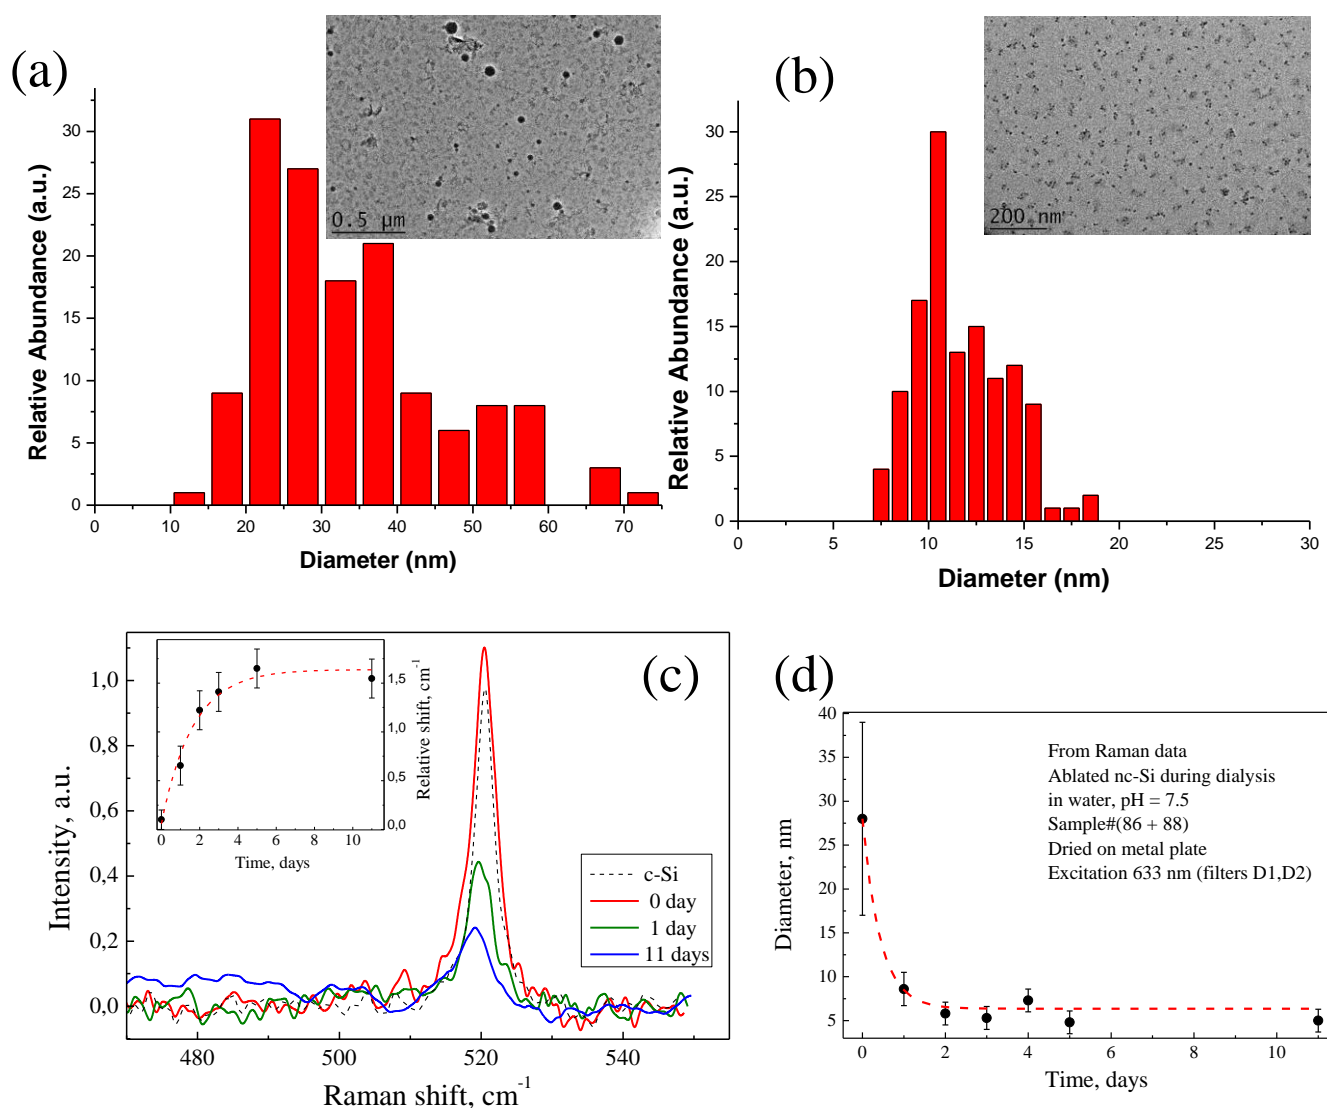 (a)
0.5 µm
Relative Abundance (a.u.)
30
25
20
15
10
5
0
0 10 20 30 40 50 60 70
Diameter (nm)
(b)
200 nm
Relative Abundance (a.u.)
30
20
10
0
0 5 10 15 20 25 30
Diameter (nm)
(c)
Intensity, a.u.
1,0
0,8
0,6
0,4
0,2
0,0
480 500 520 540
Raman shift, cm⁻¹
1,5
1,0
0,5
0,0
Relative shift, cm⁻¹
0 2 4 6 8 10
Time, days
c-Si
0 day
1 day
11 days
(d)
Diameter, nm
40
35
30
25
20
15
10
5
0 2 4 6 8 10
Time, days
From Raman data
Ablated nc-Si during dialysis
in water, pH = 7.5
Sample#(86 + 88)
Dried on metal plate
Excitation 633 nm (filters D1,D2)